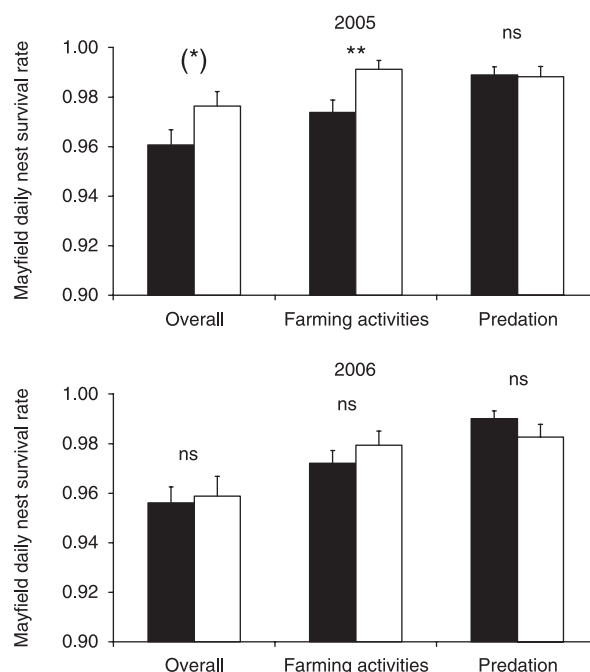 2005
Mayfield daily nest survival rate
1.00
0.98
0.96
0.94
0.92
0.90
(*)
**
ns
Overall
Farming activities
Predation
2006
Mayfield daily nest survival rate
1.00
0.98
0.96
0.94
0.92
0.90
ns
ns
ns
Overall
Farming activities
Predation